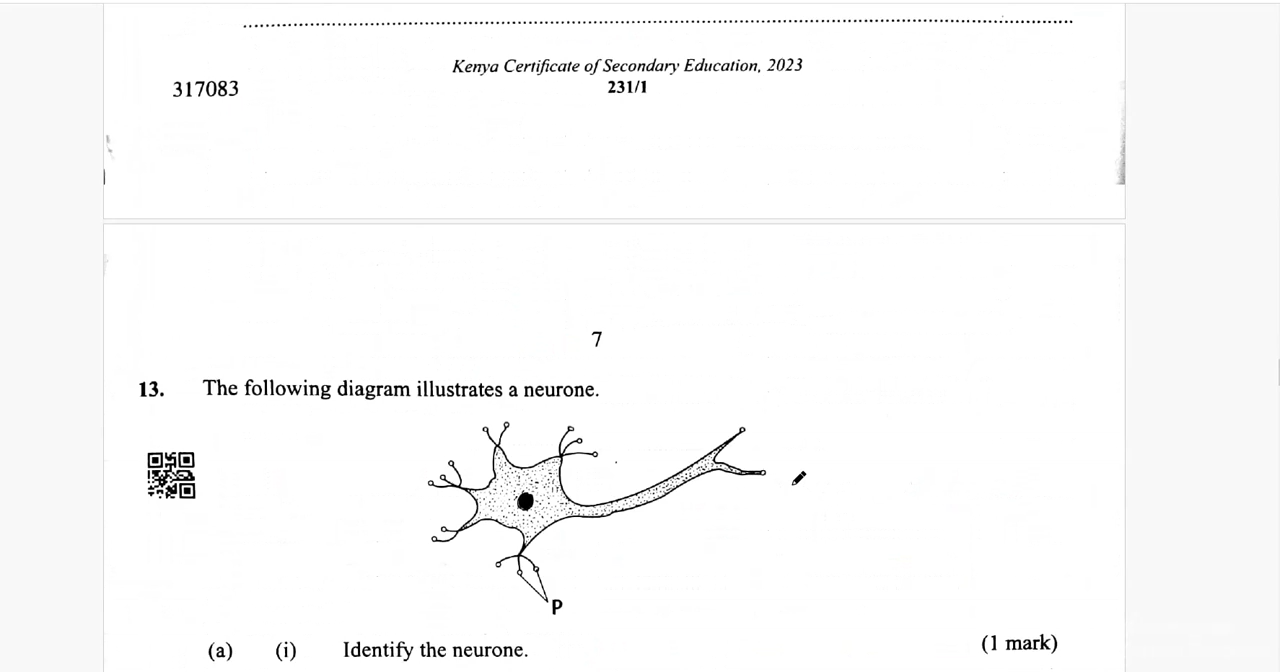 Kenya Certificate of Secondary Education, 2023
317083
231/1
7
13. The following diagram illustrates a neurone.
P
(a) (i) Identify the neurone. (1 mark)